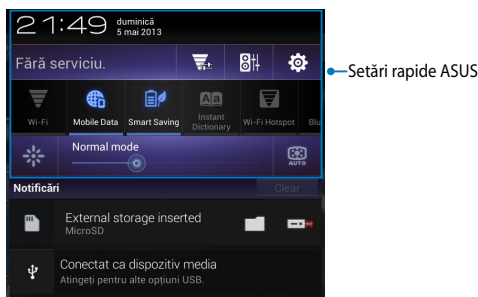 21:49 duminică
5 mai 2013
Fără serviciu.
Setări rapide ASUS
Wi-Fi Mobile Data Smart Saving Instant Dictionary Wi-Fi Hotspot Blu
Normal mode
AUTO
Notificări Clear
External storage inserted
MicroSD
Conectat ca dispozitiv media
Atingeți pentru alte opțiuni USB.